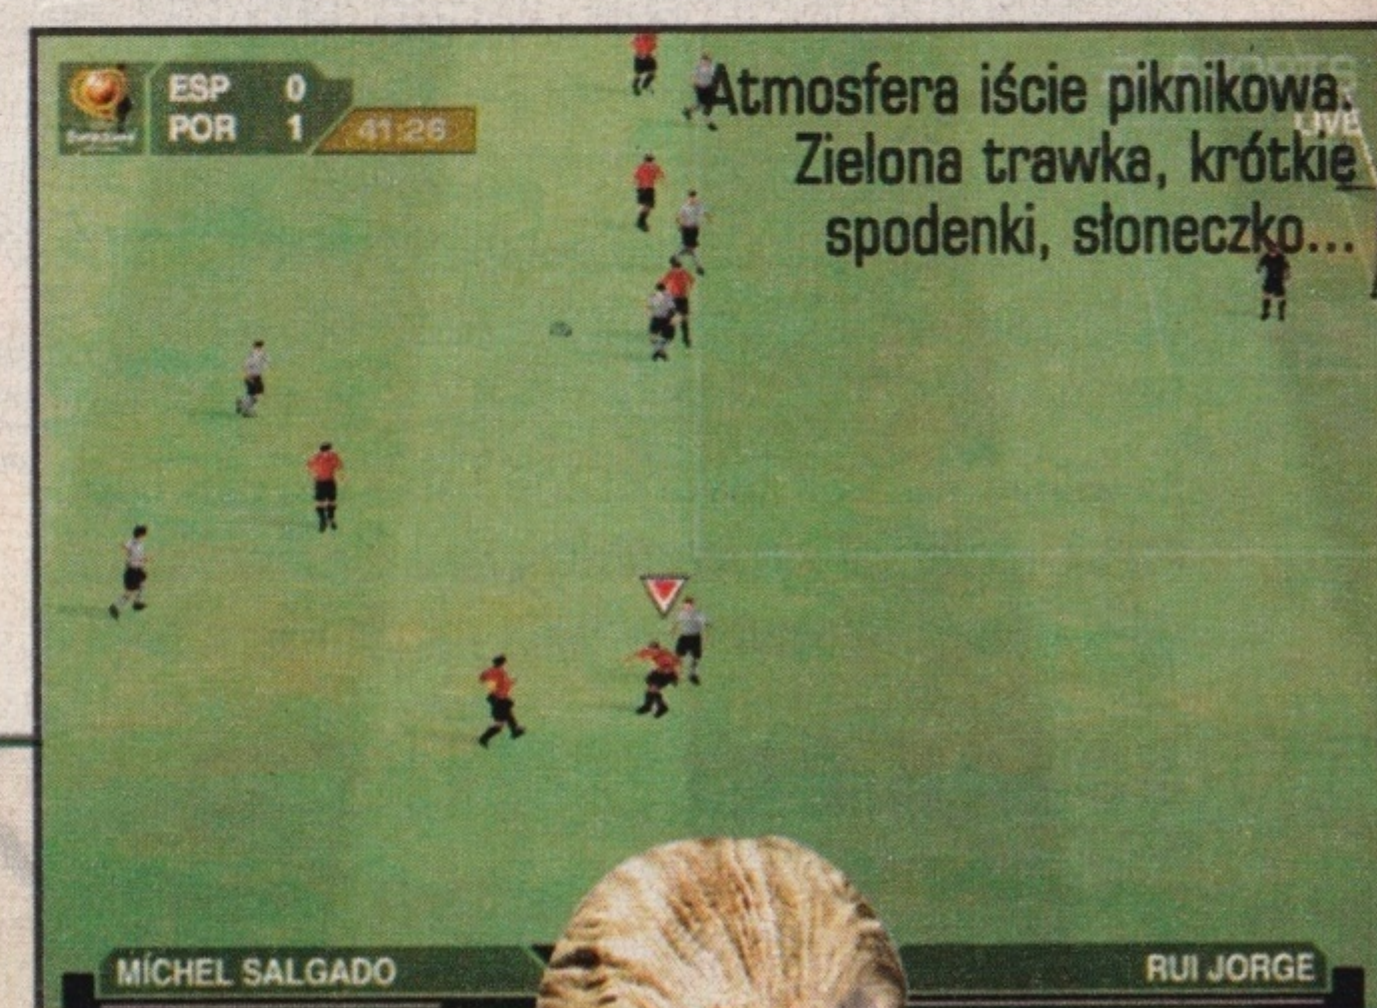 ESP 0
POR 1
41:26
Atmosfera iście piknikowa.
Zielona trawka, krótkie
spodenki, słoneczko...
LIVE
MÍCHEL SALGADO
RUI JORGE